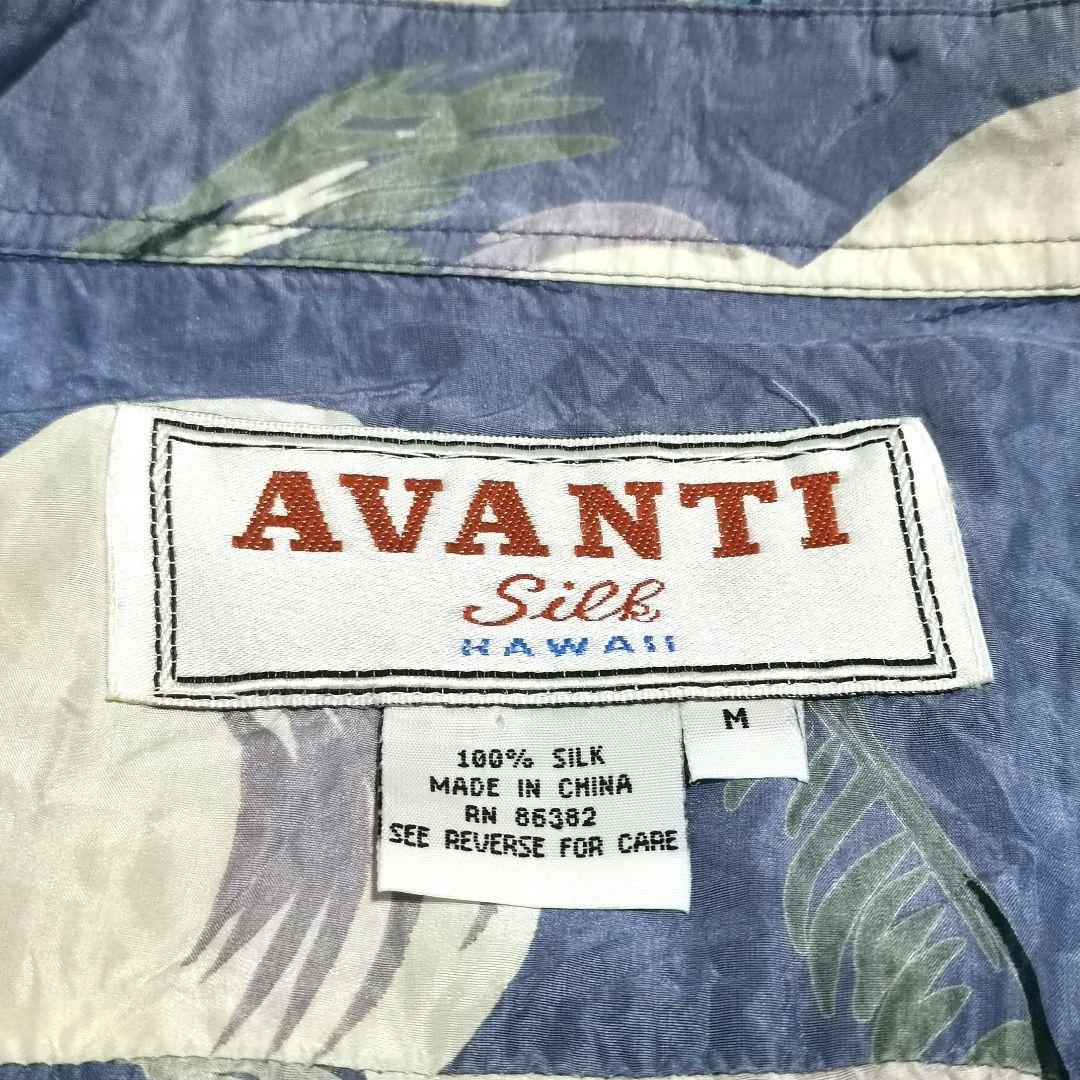 AVANTI
Silk
HAWAII
M
100% SILK
MADE IN CHINA
RN 86382
SEE REVERSE FOR CARE